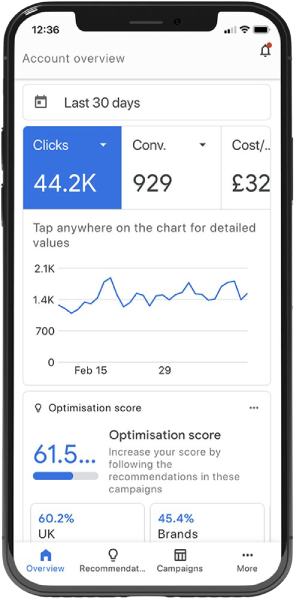 12:36
Account overview
Last 30 days
Clicks Conv. Cost/..
44.2K 929 £32
Tap anywhere on the chart for detailed
values
2.1K
1.4K
700
0
Feb 15 29
Optimisation score ...
61.5... Optimisation score
Increase your score by
following the
recommendations in these
campaigns
60.2% 45.4%
UK Brands
Overview Recommendat... Campaigns More